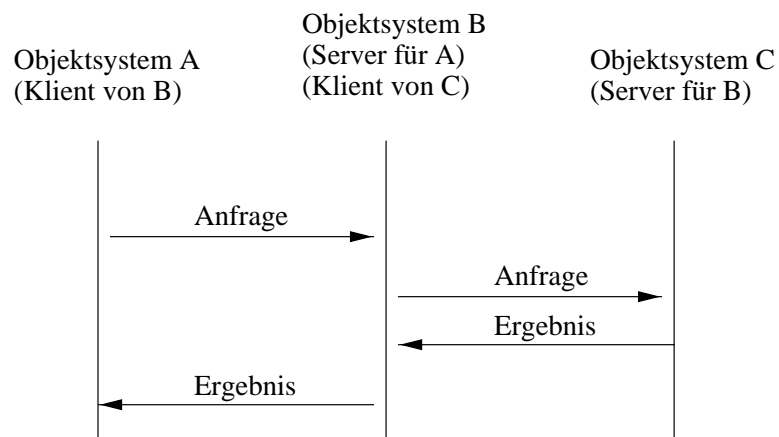 Objektsystem A
(Klient von B)
Objektsystem B
(Server für A)
(Klient von C)
Objektsystem C
(Server für B)
Anfrage
Anfrage
Ergebnis
Ergebnis